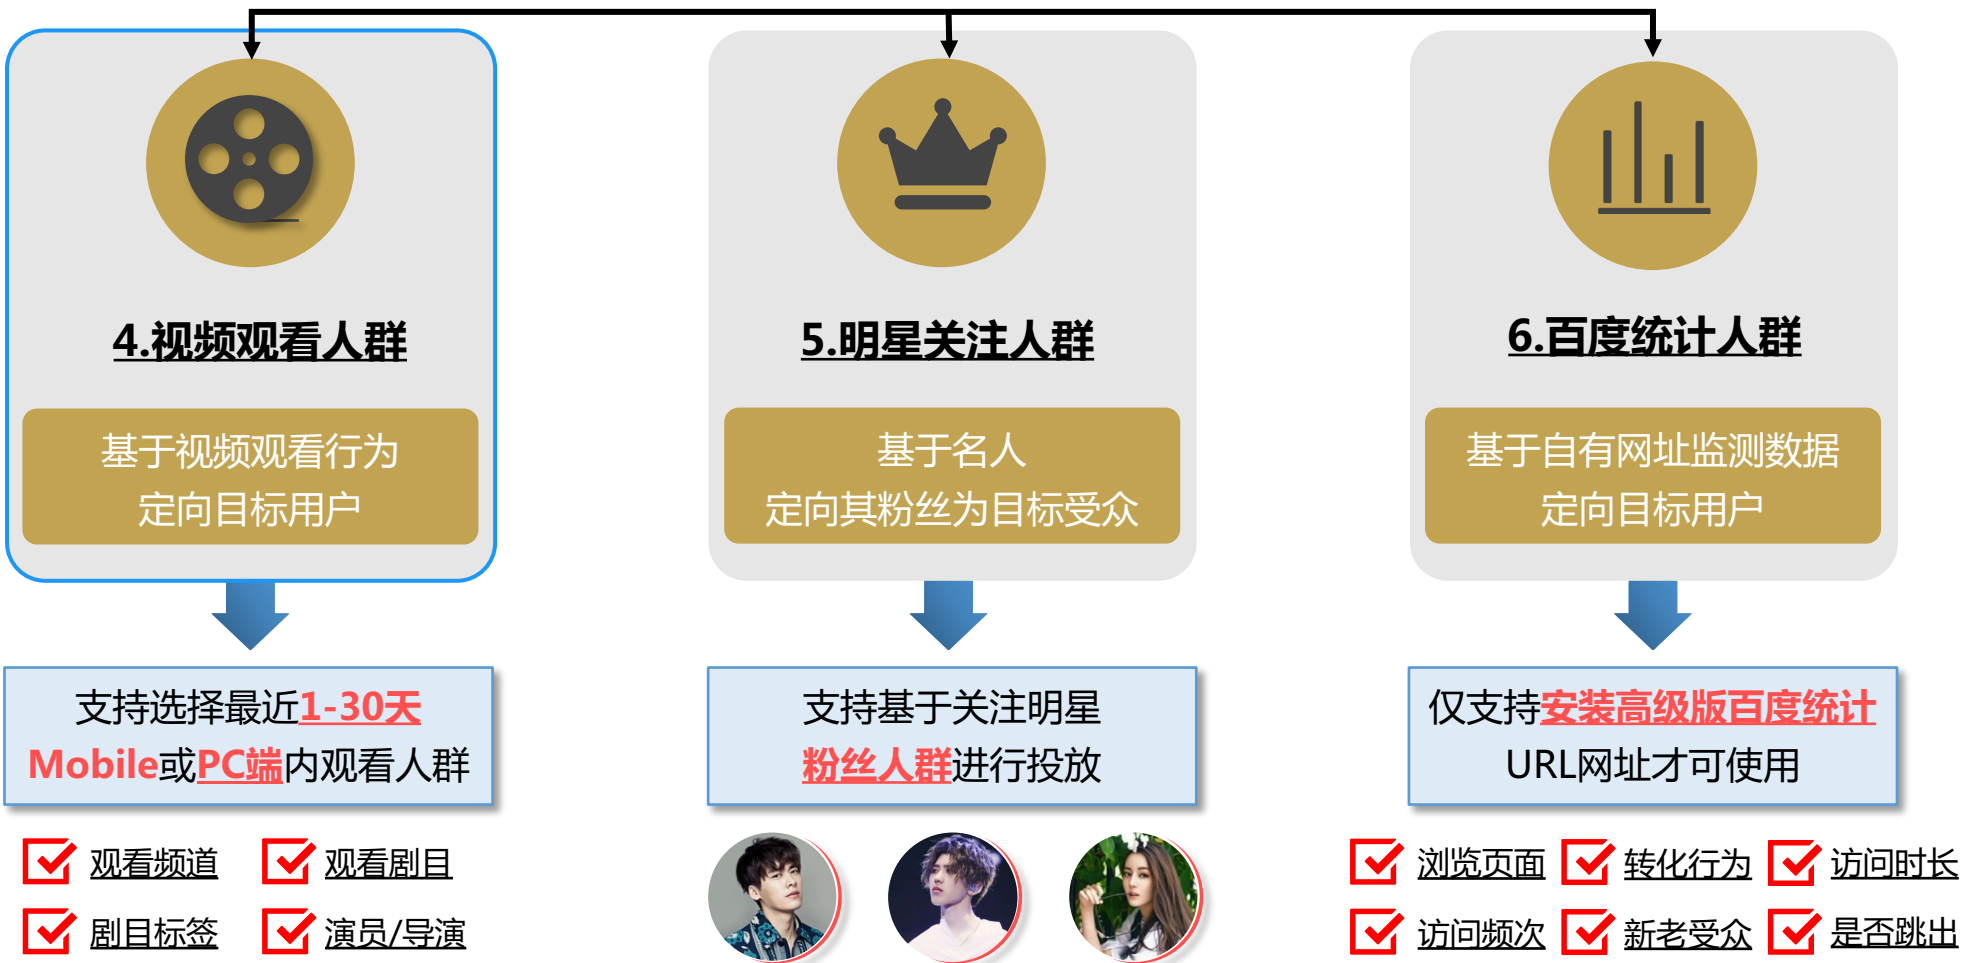 4.视频观看人群
基于视频观看行为
定向目标用户
支持选择最近1-30天
Mobile或PC端内观看人群
观看频道
观看剧目
剧目标签
演员/导演
5.明星关注人群
基于名人
定向其粉丝为目标受众
支持基于关注明星
粉丝人群进行投放
6.百度统计人群
基于自有网址监测数据
定向目标用户
仅支持安装高级版百度统计
URL网址才可使用
浏览页面
转化行为
访问时长
访问频次
新老受众
是否跳出